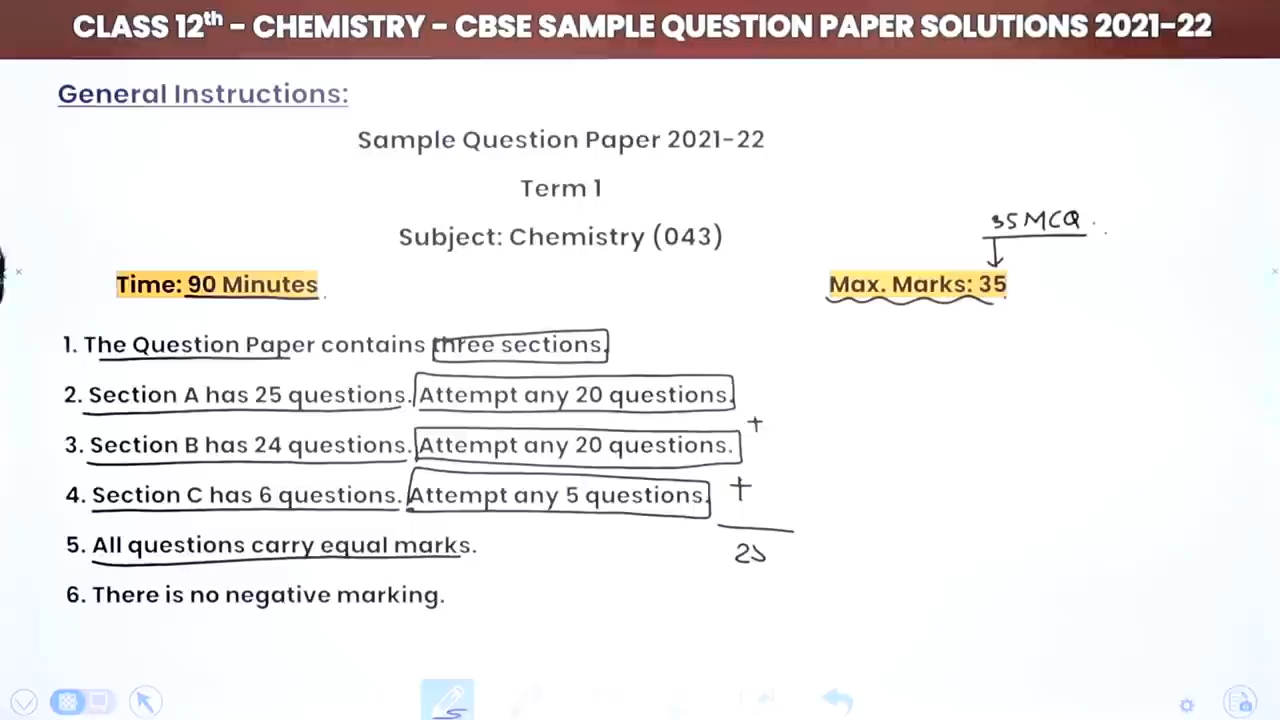 CLASS 12th - CHEMISTRY - CBSE SAMPLE QUESTION PAPER SOLUTIONS 2021-22
General Instructions:
Sample Question Paper 2021-22
Term 1
Subject: Chemistry (043)
35 MCQ.
Time: 90 Minutes
Max. Marks: 35
1. The Question Paper contains three sections.
2. Section A has 25 questions. Attempt any 20 questions.
+
3. Section B has 24 questions. Attempt any 20 questions.
4. Section C has 6 questions. Attempt any 5 questions. +
5. All questions carry equal marks.
25
6. There is no negative marking.